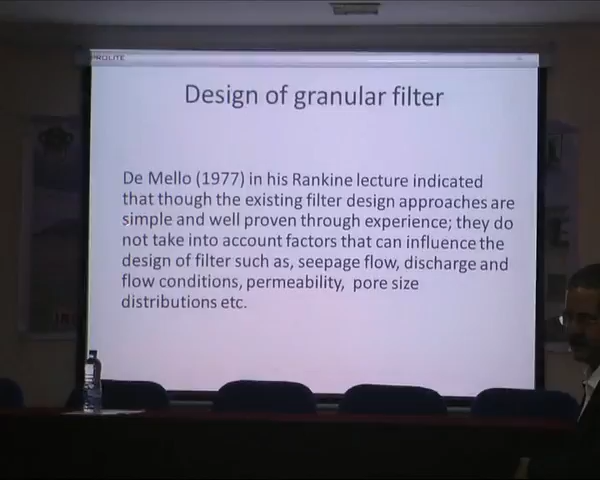 PROLITE
Design of granular filter
De Mello (1977) in his Rankine lecture indicated
that though the existing filter design approaches are
simple and well proven through experience; they do
not take into account factors that can influence the
design of filter such as, seepage flow, discharge and
flow conditions, permeability, pore size
distributions etc.